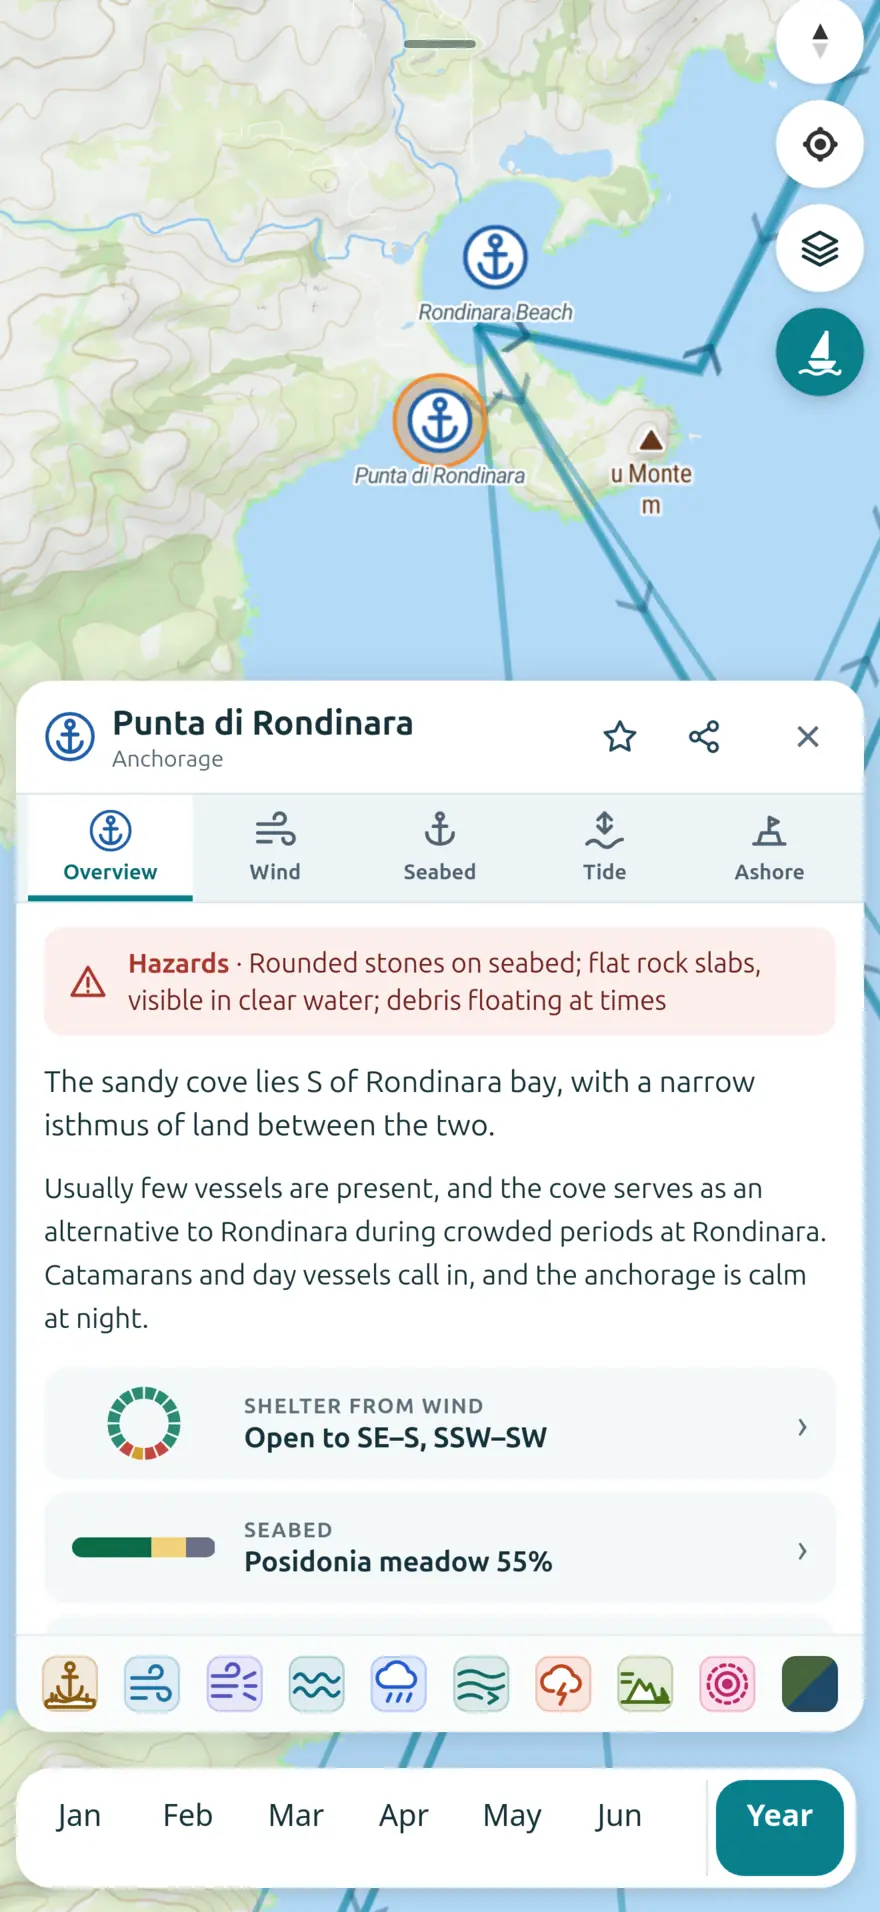 Rondinara Beach
Punta di Rondinara
u Monte
m
Punta di Rondinara
Anchorage
Overview
Wind
Seabed
Tide
Ashore
Hazards · Rounded stones on seabed; flat rock slabs,
visible in clear water; debris floating at times
The sandy cove lies S of Rondinara bay, with a narrow
isthmus of land between the two.
Usually few vessels are present, and the cove serves as an
alternative to Rondinara during crowded periods at Rondinara.
Catamarans and day vessels call in, and the anchorage is calm
at night.
SHELTER FROM WIND
Open to SE–S, SSW–SW
SEABED
Posidonia meadow 55%
Jan
Feb
Mar
Apr
May
Jun
Year